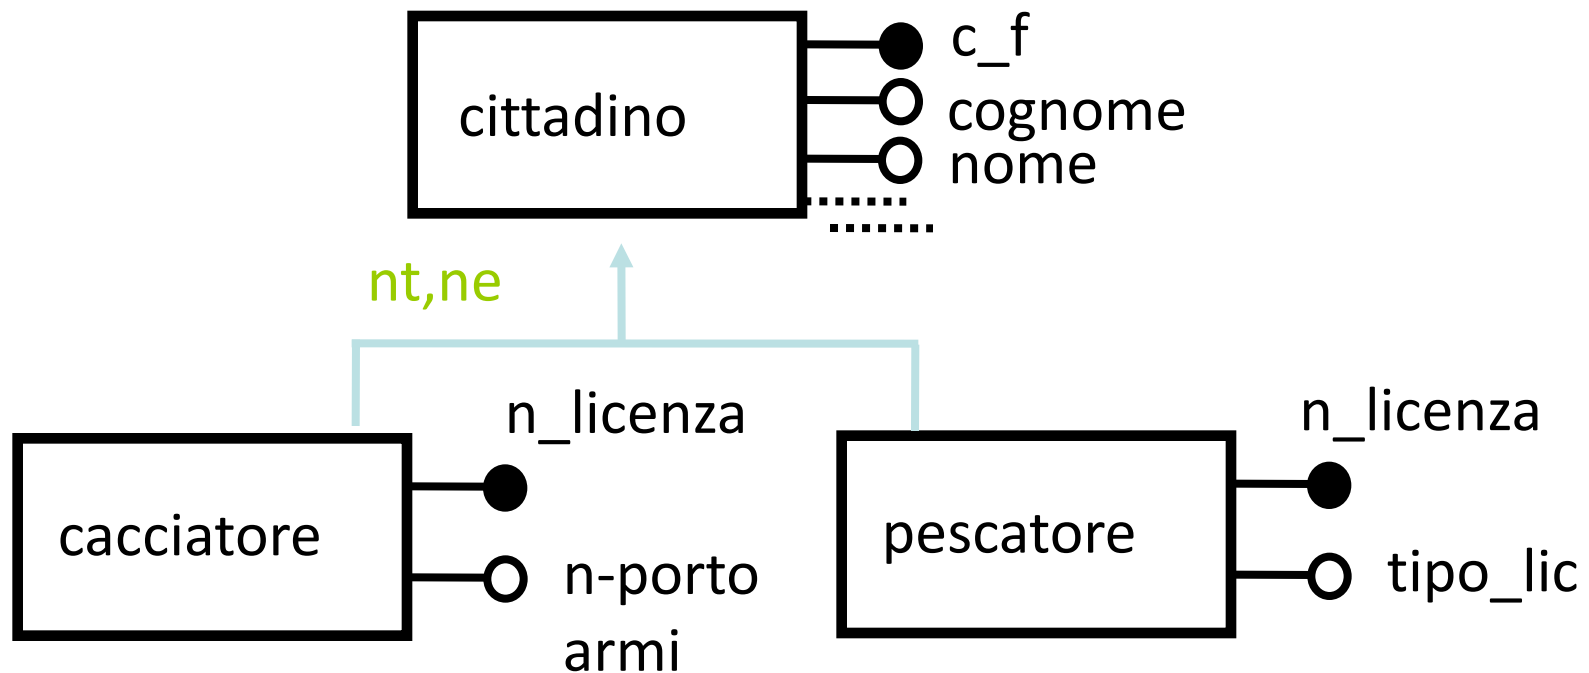 cittadino
c_f
cognome
nome
nt,ne
n_licenza
cacciatore
n-porto
armi
n_licenza
pescatore
tipo_lic